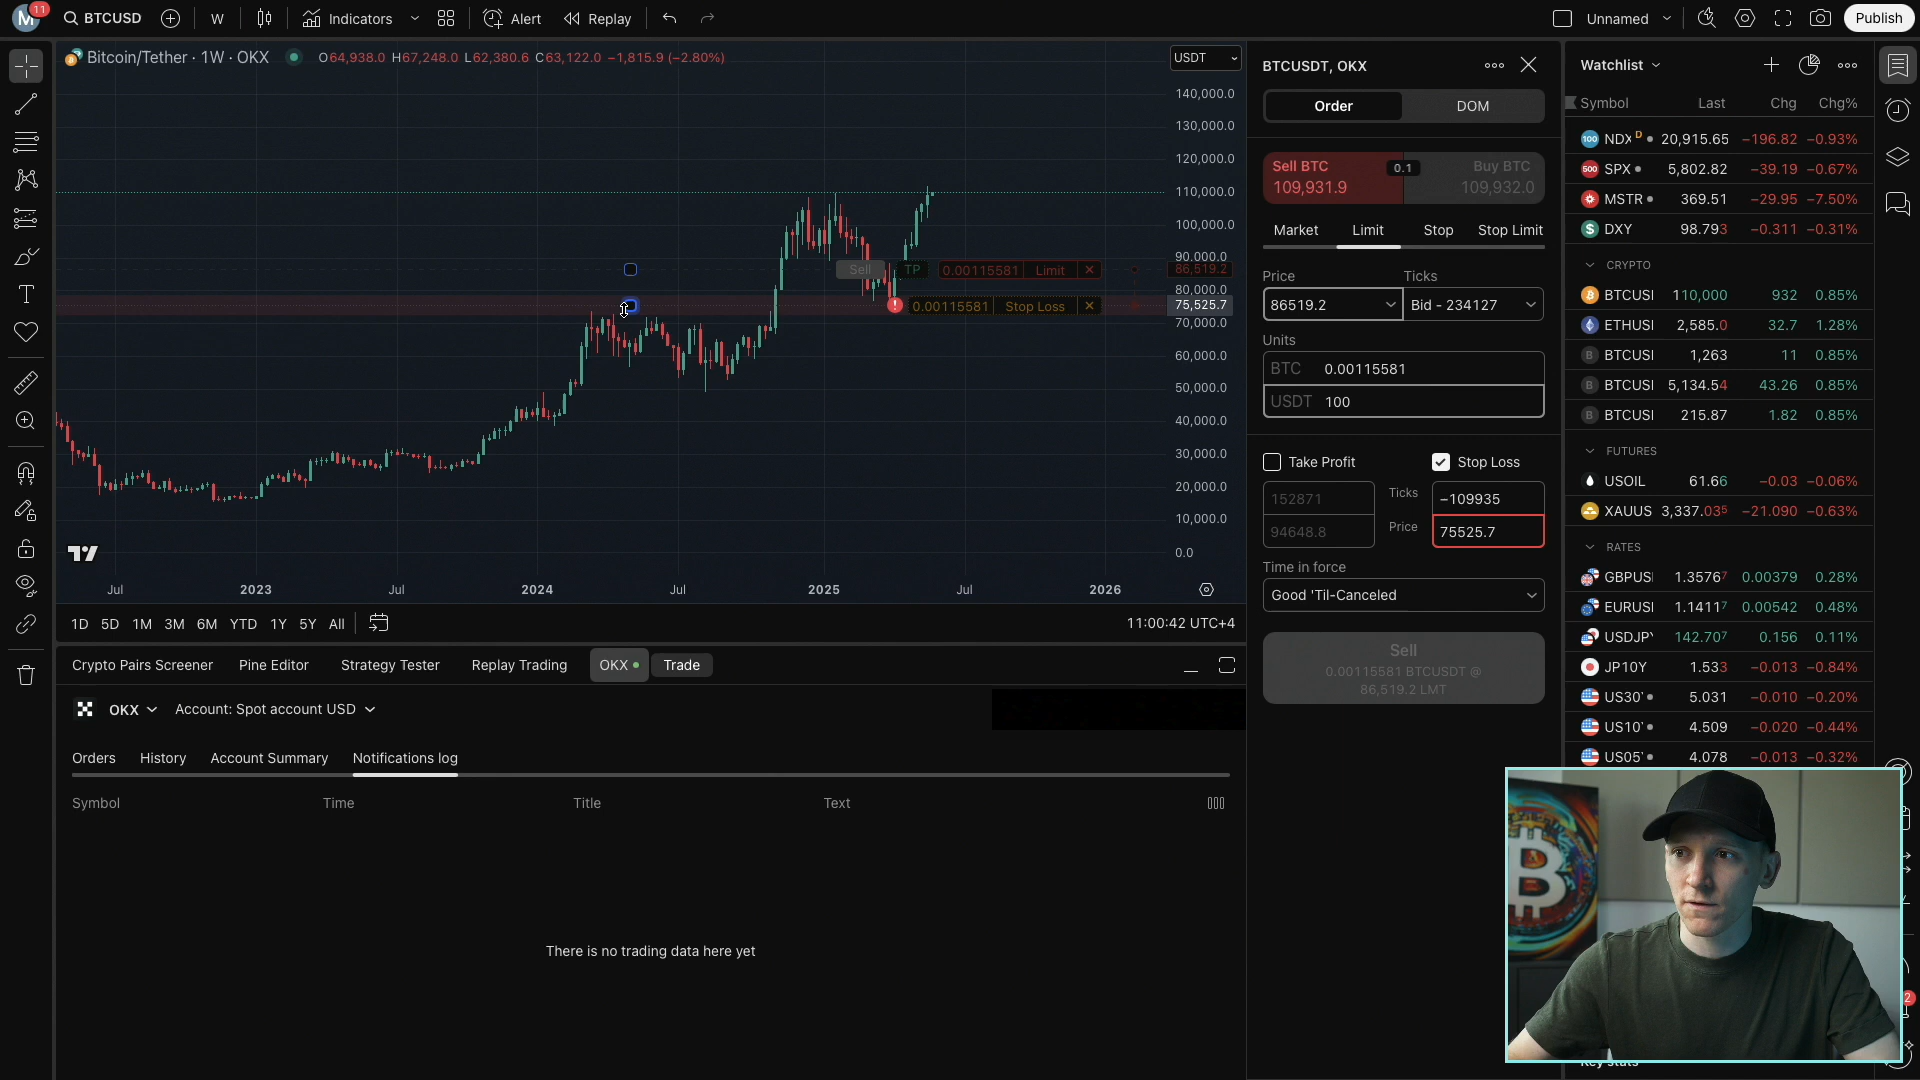 M 11 BTCUSD W Indicators Alert Replay Unnamed Publish
Bitcoin/Tether · 1W · OKX O64,938.0 H67,248.0 L62,380.6 C63,122.0 −1,815.9 (−2.80%)
USDT
140,000.0
130,000.0
120,000.0
110,000.0
100,000.0
90,000.0
Sell TP 0.00115581 Limit × 86,519.2
80,000.0
0.00115581 Stop Loss × 75,525.7
70,000.0
60,000.0
50,000.0
40,000.0
30,000.0
20,000.0
10,000.0
0.0
Jul 2023 Jul 2024 Jul 2025 Jul 2026
1D 5D 1M 3M 6M YTD 1Y 5Y All 11:00:42 UTC+4
Crypto Pairs Screener Pine Editor Strategy Tester Replay Trading OKX Trade
OKX Account: Spot account USD
Orders History Account Summary Notifications log
Symbol Time Title Text
There is no trading data here yet
BTCUSDT, OKX
Order DOM
Sell BTC 0.1 Buy BTC
109,931.9 109,932.0
Market Limit Stop Stop Limit
Price Ticks
86519.2 Bid - 234127
Units
BTC 0.00115581
USDT 100
Take Profit Stop Loss
152871 Ticks −109935
94648.8 Price 75525.7
Time in force
Good 'Til-Canceled
Sell
0.00115581 BTCUSDT @
86,519.2 LMT
Watchlist
Symbol Last Chg Chg%
100 NDX D 20,915.65 −196.82 −0.93%
500 SPX 5,802.82 −39.19 −0.67%
MSTR 369.51 −29.95 −7.50%
DXY 98.793 −0.311 −0.31%
CRYPTO
BTCUSI 110,000 932 0.85%
ETHUSI 2,585.0 32.7 1.28%
B BTCUSI 1,263 11 0.85%
B BTCUSI 5,134.54 43.26 0.85%
B BTCUSI 215.87 1.82 0.85%
FUTURES
USOIL 61.66 −0.03 −0.06%
XAUUS 3,337.035 −21.090 −0.63%
RATES
GBPUSI 1.35767 0.00379 0.28%
EURUSI 1.14117 0.00542 0.48%
USDJPY 142.707 0.156 0.11%
JP10Y 1.533 −0.013 −0.84%
US30' 5.031 −0.010 −0.20%
US10' 4.509 −0.020 −0.44%
US05' 4.078 −0.013 −0.32%
2